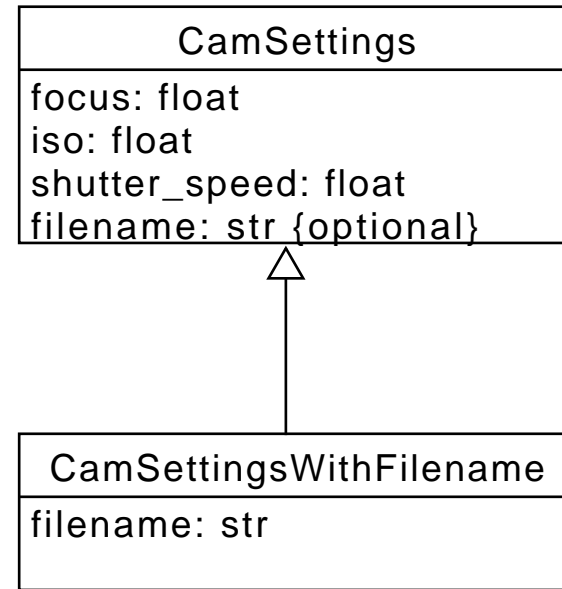 CamSettings
focus: float
iso: float
shutter_speed: float
filename: str {optional}
CamSettingsWithFilename
filename: str